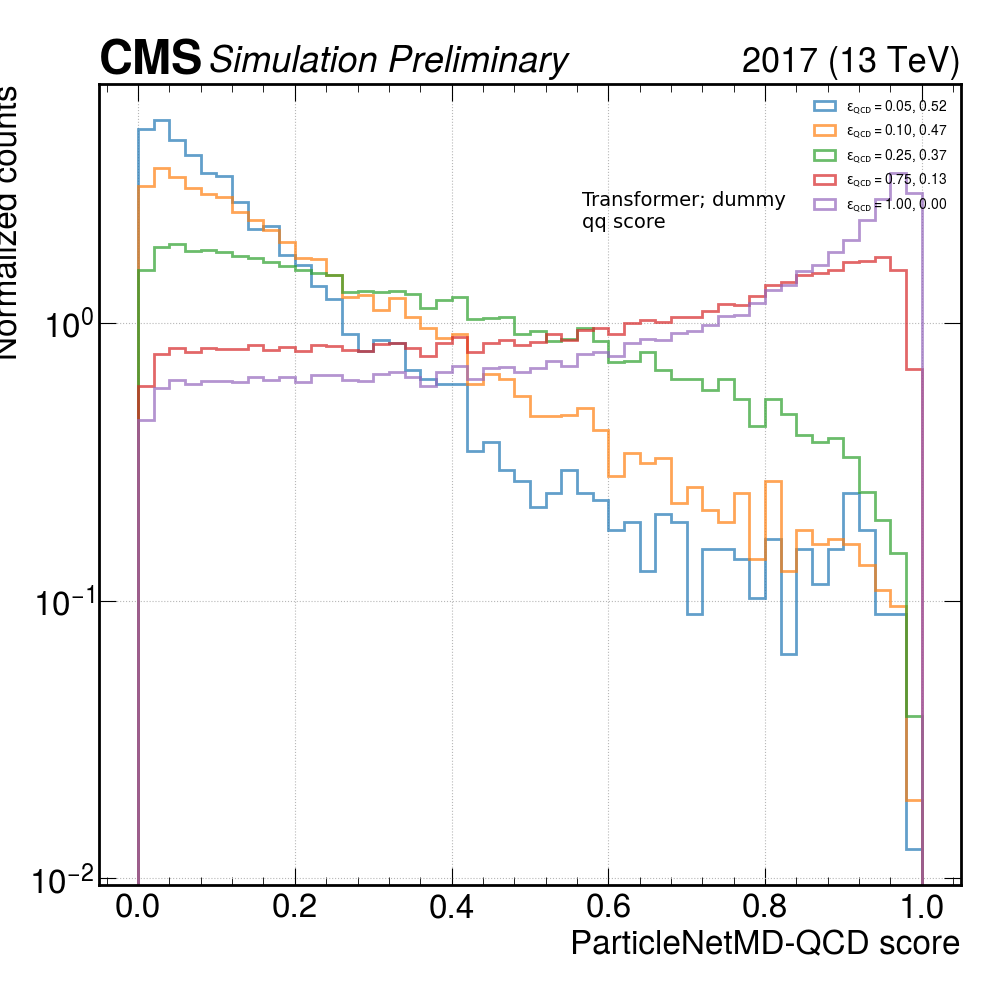 CMS Simulation Preliminary 2017 (13 TeV)
Normalized counts
ε_QCD = 0.05, 0.52
ε_QCD = 0.10, 0.47
ε_QCD = 0.25, 0.37
ε_QCD = 0.75, 0.13
ε_QCD = 1.00, 0.00
Transformer; dummy
qq score
10⁰
10⁻¹
10⁻²
0.0 0.2 0.4 0.6 0.8 1.0
ParticleNetMD-QCD score